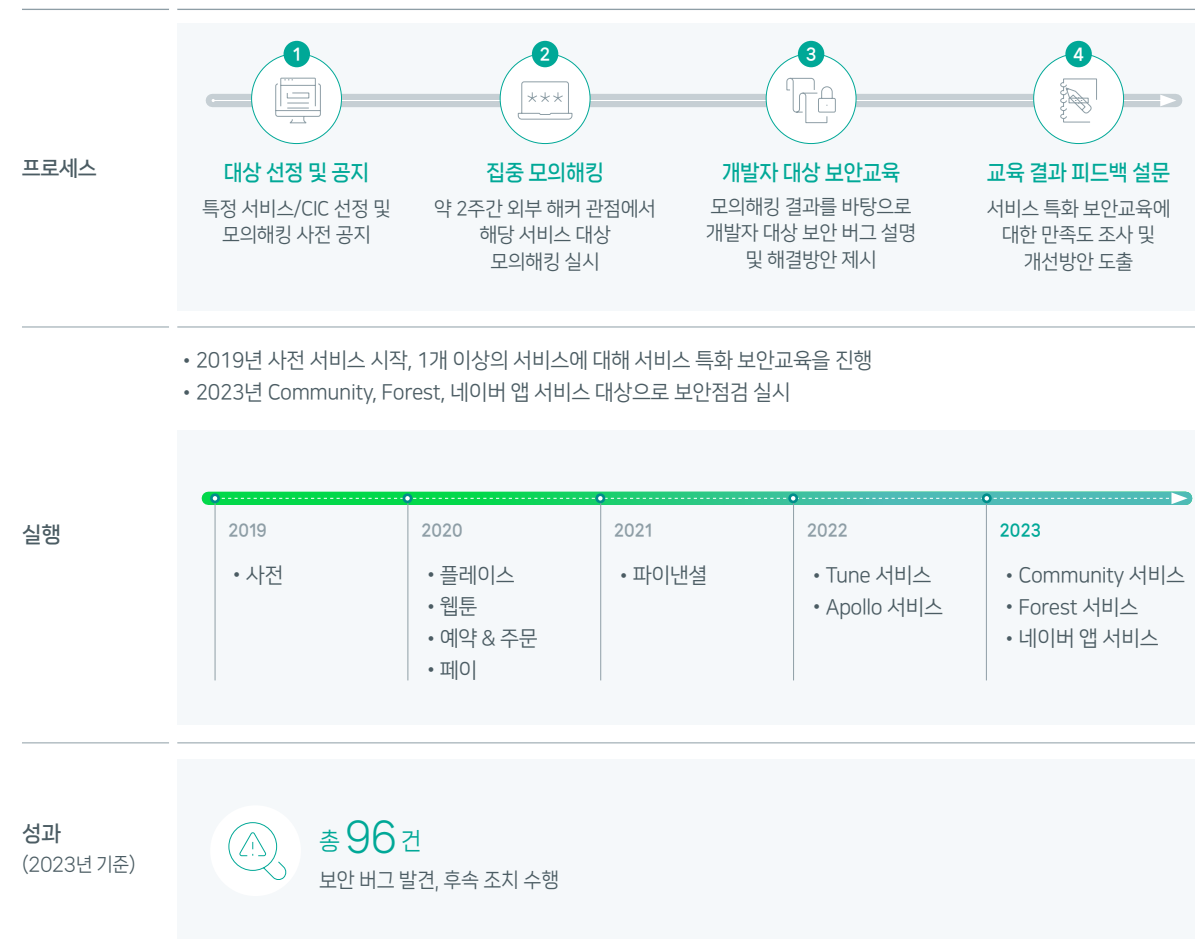 프로세스
1
2
3
4
***
대상 선정 및 공지
특정 서비스/CIC 선정 및
모의해킹 사전 공지
집중 모의해킹
약 2주간 외부 해커 관점에서
해당 서비스 대상
모의해킹 실시
개발자 대상 보안교육
모의해킹 결과를 바탕으로
개발자 대상 보안 버그 설명
및 해결방안 제시
교육 결과 피드백 설문
서비스 특화 보안교육에
대한 만족도 조사 및
개선방안 도출
실행
• 2019년 사전 서비스 시작, 1개 이상의 서비스에 대해 서비스 특화 보안교육을 진행
• 2023년 Community, Forest, 네이버 앱 서비스 대상으로 보안점검 실시
2019
• 사전
2020
• 플레이스
• 웹툰
• 예약 & 주문
• 페이
2021
• 파이낸셜
2022
• Tune 서비스
• Apollo 서비스
2023
• Community 서비스
• Forest 서비스
• 네이버 앱 서비스
성과
(2023년 기준)
총 96 건
보안 버그 발견, 후속 조치 수행